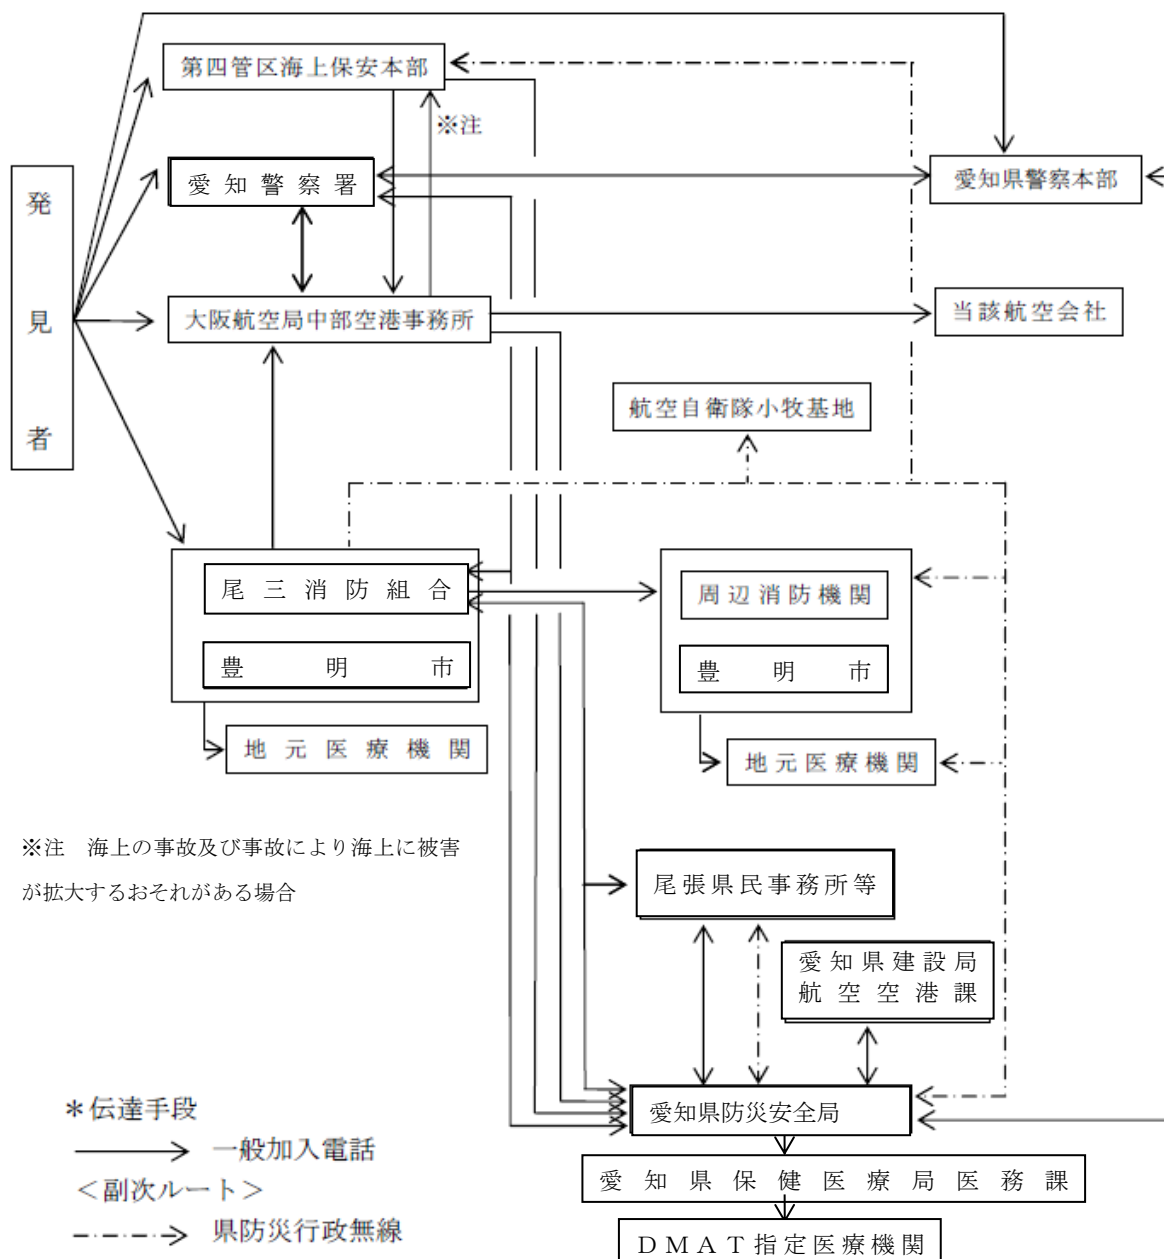 第四管区海上保安本部
※注
発見者
愛知警察署
愛知県警察本部
大阪航空局中部空港事務所
当該航空会社
航空自衛隊小牧基地
尾三消防組合
周辺消防機関
豊明市
豊明市
地元医療機関
地元医療機関
※注　海上の事故及び事故により海上に被害
が拡大するおそれがある場合
尾張県民事務所等
愛知県建設局
航空空港課
愛知県防災安全局
＊伝達手段
一般加入電話
＜副次ルート＞
県防災行政無線
愛知県保健医療局医務課
ＤＭＡＴ指定医療機関